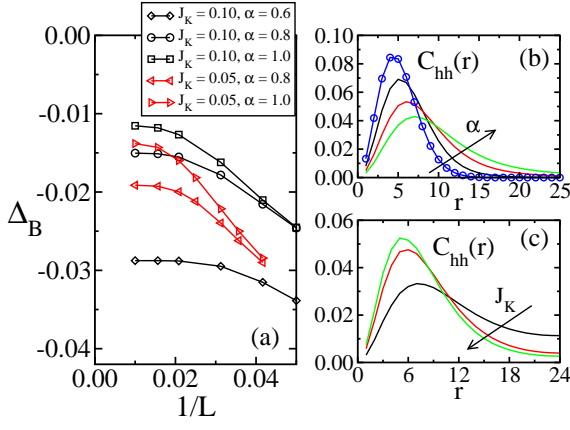 J_K = 0.10, α = 0.6
J_K = 0.10, α = 0.8
J_K = 0.10, α = 1.0
J_K = 0.05, α = 0.8
J_K = 0.05, α = 1.0
0.00
-0.01
-0.02
-0.03
-0.04
Δ_B
0.00 0.02 0.04
1/L
(a)
0.10
0.08
0.06
0.04
0.02
0.00
C_hh(r)
(b)
α
0 5 10 15 20 25
r
0.06
0.04
0.02
0.00
C_hh(r)
(c)
J_K
0 6 12 18 24
r